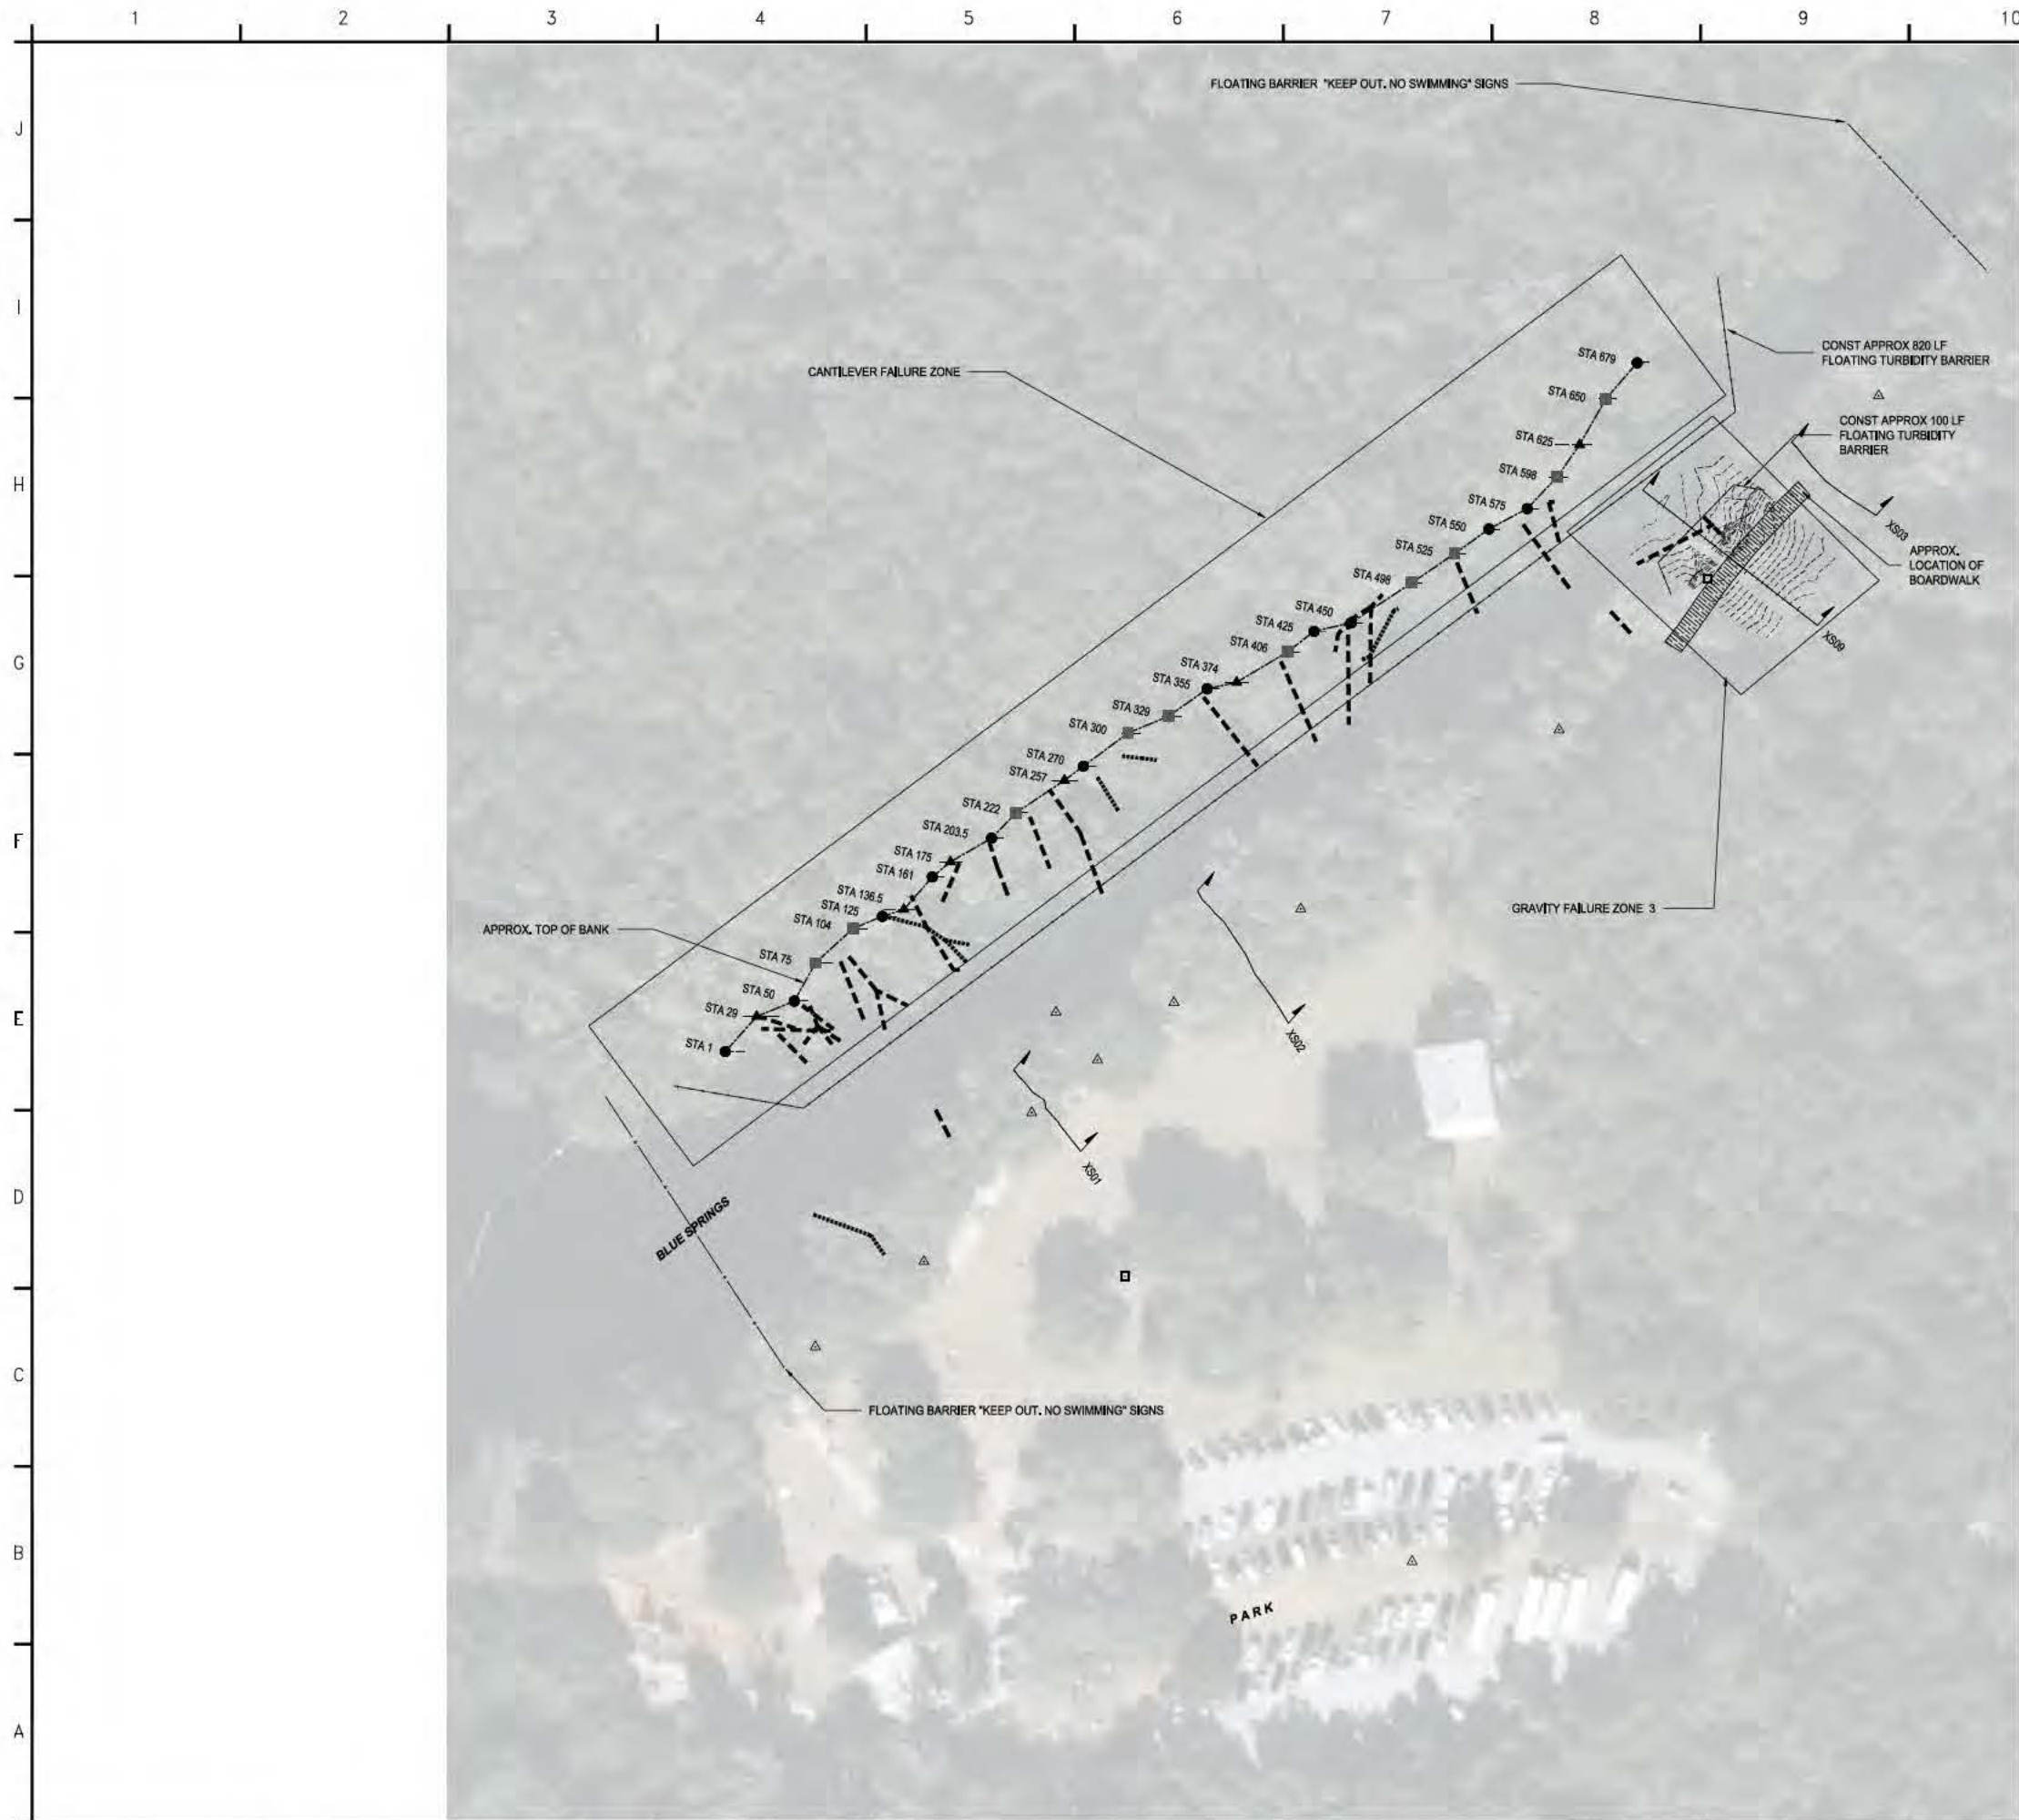 1 2 3 4 5 6 7 8 9 10
J
FLOATING BARRIER "KEEP OUT. NO SWIMMING" SIGNS
I
CANTILEVER FAILURE ZONE
CONST APPROX 820 LF
FLOATING TURBIDITY BARRIER
CONST APPROX 100 LF
FLOATING TURBIDITY
BARRIER
STA 679
STA 650
STA 625
STA 598
STA 575
STA 550
STA 525
STA 498
STA 450
STA 425
STA 406
STA 374
STA 355
STA 329
STA 300
STA 270
STA 257
STA 222
STA 203.5
STA 175
STA 161
STA 136.5
STA 125
STA 104
STA 75
STA 50
STA 29
STA 1
H
XS03
APPROX.
LOCATION OF
BOARDWALK
XS09
G
F
GRAVITY FAILURE ZONE 3
APPROX. TOP OF BANK
E
XS02
XS01
D
BLUE SPRINGS
C
FLOATING BARRIER "KEEP OUT. NO SWIMMING" SIGNS
B
PARK
A